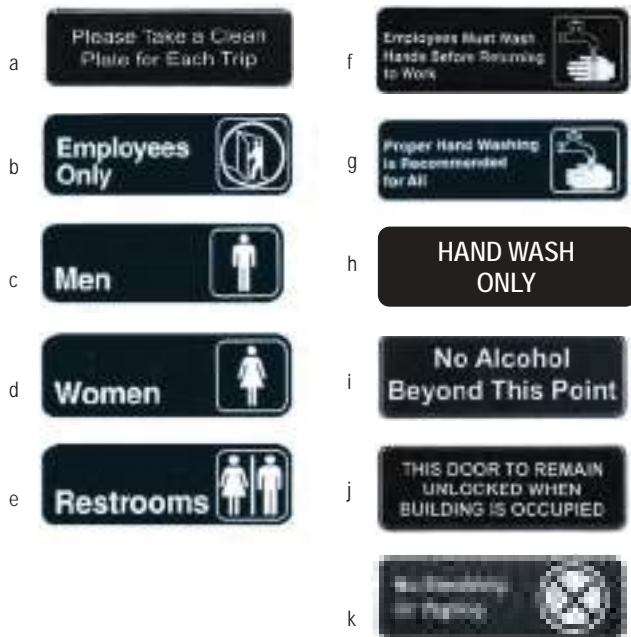 a
Please Take a Clean
Plate for Each Trip
b
Employees
Only
c
Men
d
Women
e
Restrooms
f
Employees Must Wash
Hands Before Returning
to Work
g
Proper Hand Washing
is Recommended
for All
h
HAND WASH
ONLY
i
No Alcohol
Beyond This Point
j
THIS DOOR TO REMAIN
UNLOCKED WHEN
BUILDING IS OCCUPIED
k